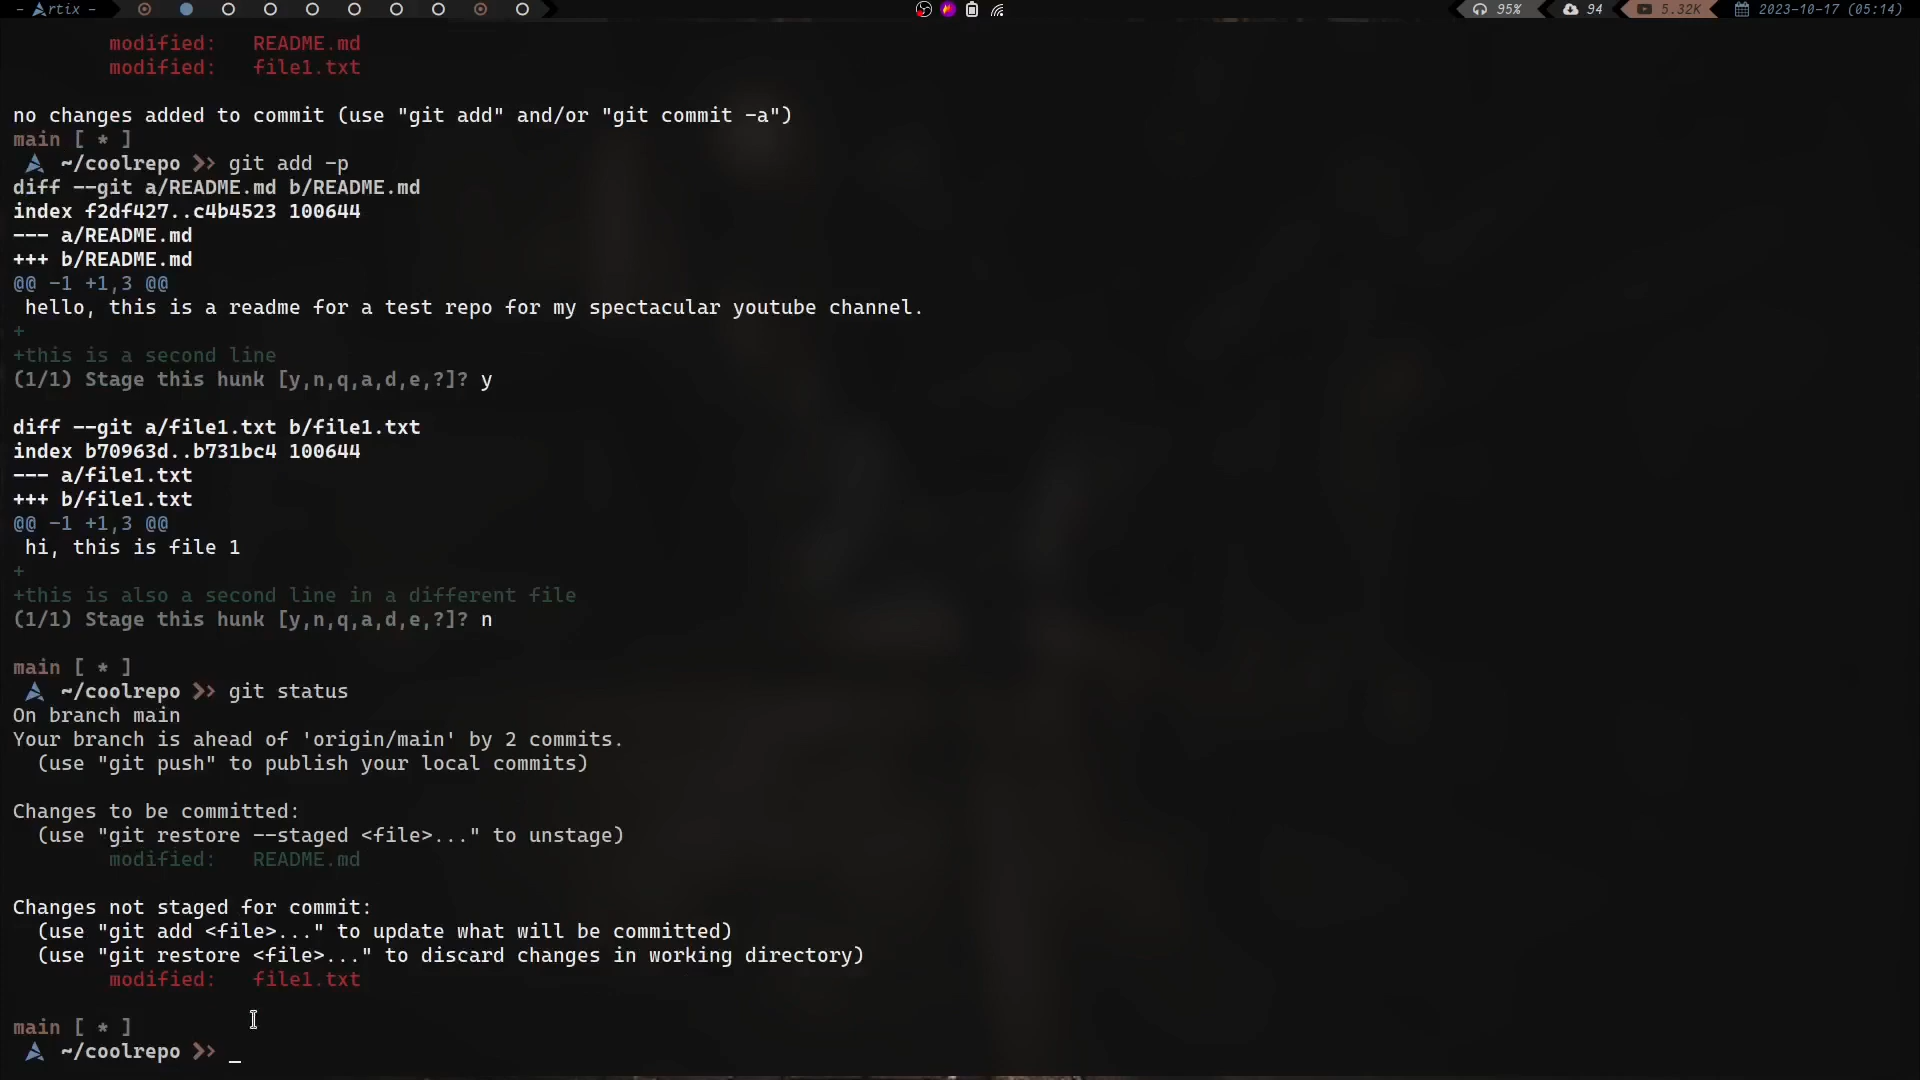 - Artix -
95%
94
5.32K
2023-10-17 (05:14)
modified:   README.md
modified:   file1.txt
no changes added to commit (use "git add" and/or "git commit -a")
main [ * ]
~/coolrepo >> git add -p
diff --git a/README.md b/README.md
index f2df427..c4b4523 100644
--- a/README.md
+++ b/README.md
@@ -1 +1,3 @@
hello, this is a readme for a test repo for my spectacular youtube channel.
+
+this is a second line
(1/1) Stage this hunk [y,n,q,a,d,e,?]? y
diff --git a/file1.txt b/file1.txt
index b70963d..b731bc4 100644
--- a/file1.txt
+++ b/file1.txt
@@ -1 +1,3 @@
hi, this is file 1
+
+this is also a second line in a different file
(1/1) Stage this hunk [y,n,q,a,d,e,?]? n
main [ * ]
~/coolrepo >> git status
On branch main
Your branch is ahead of 'origin/main' by 2 commits.
(use "git push" to publish your local commits)
Changes to be committed:
(use "git restore --staged <file>..." to unstage)
modified:   README.md
Changes not staged for commit:
(use "git add <file>..." to update what will be committed)
(use "git restore <file>..." to discard changes in working directory)
modified:   file1.txt
main [ * ]
~/coolrepo >> _